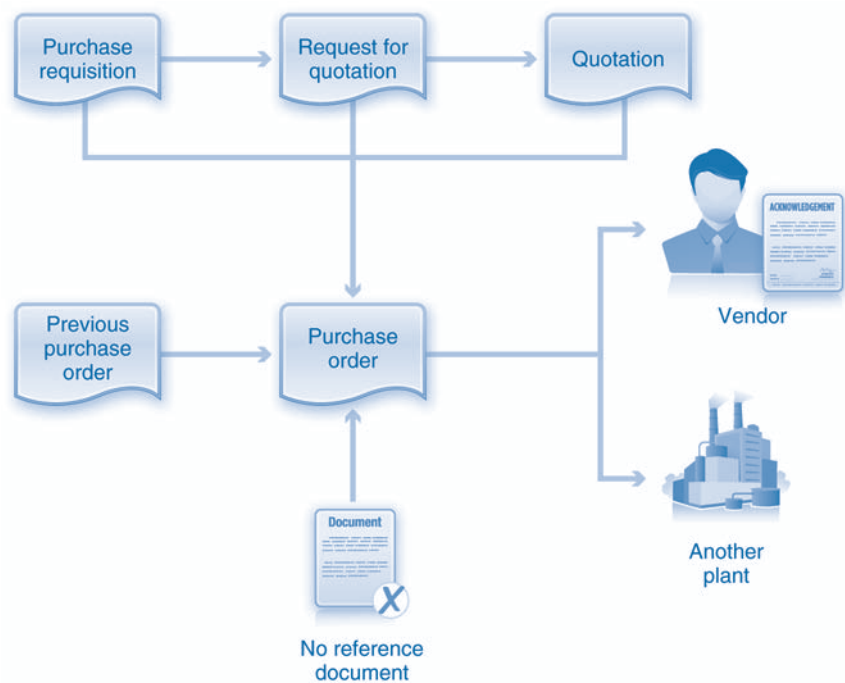 Purchase
requisition
Request for
quotation
Quotation
ACKNOWLEDGEMENT
Vendor
Previous
purchase
order
Purchase
order
Document
X
No reference
document
Another
plant